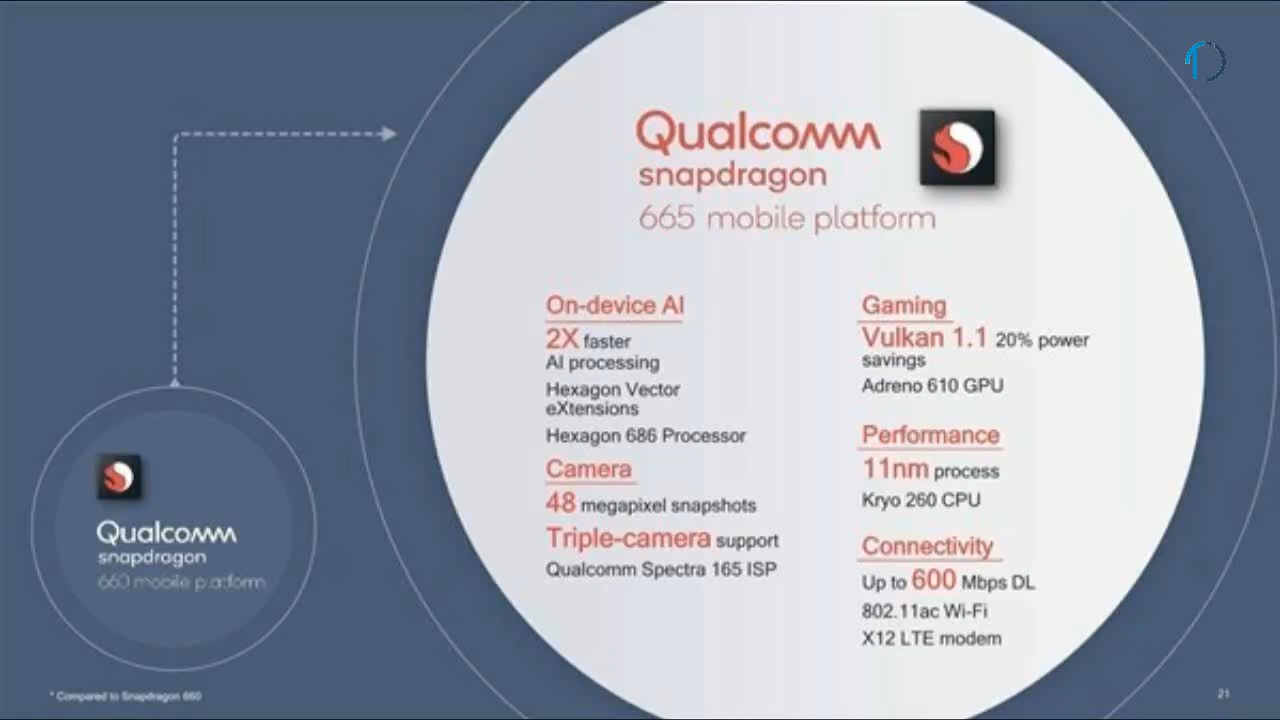 Qualcomm
snapdragon
665 mobile platform
On-device AI
2X faster
AI processing
Hexagon Vector
eXtensions
Hexagon 686 Processor
Camera
48 megapixel snapshots
Triple-camera support
Qualcomm Spectra 165 ISP
Gaming
Vulkan 1.1 20% power
savings
Adreno 610 GPU
Performance
11nm process
Kryo 260 CPU
Connectivity
Up to 600 Mbps DL
802.11ac Wi-Fi
X12 LTE modem
Qualcomm
snapdragon
660 mobile platform
* Compared to Snapdragon 660
21